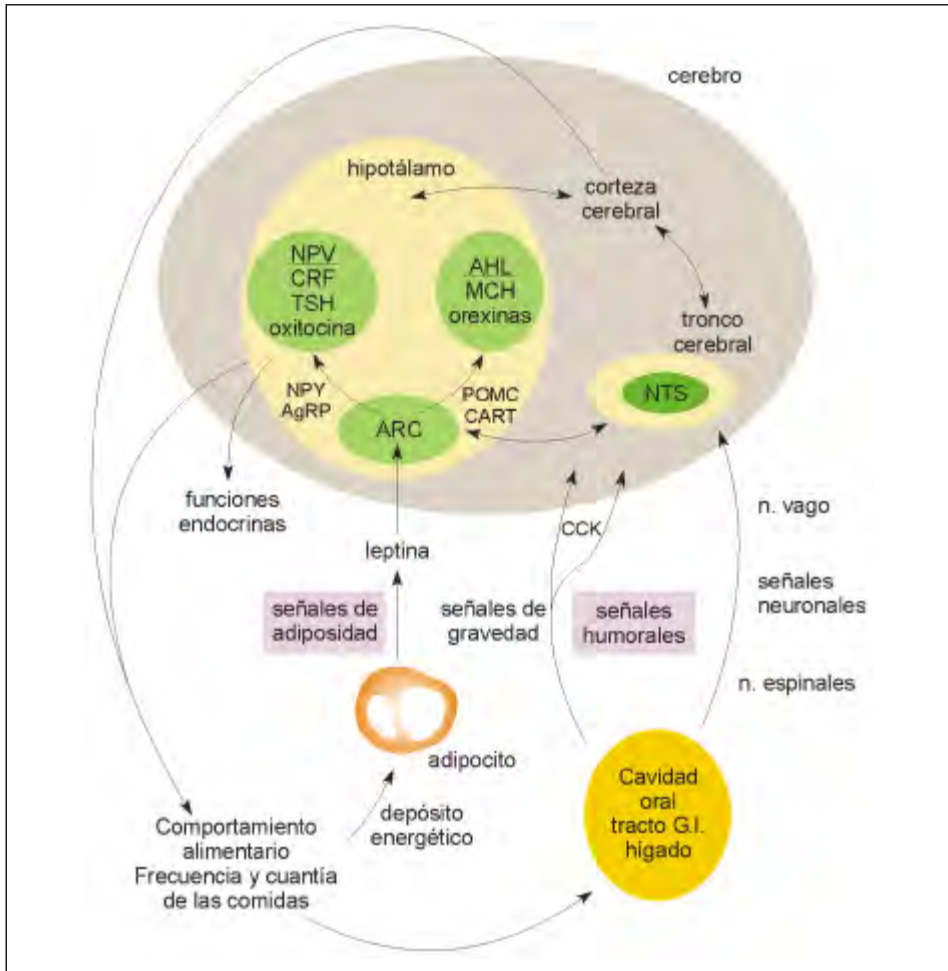 cerebro
hipotálamo
corteza
cerebral
NPV
CRF
TSH
oxitocina
AHL
MCH
orexinas
tronco
cerebral
NPY
AgRP
POMC
CART
NTS
ARC
funciones
endocrinas
n. vago
CCK
leptina
señales de
adiposidad
señales de
gravedad
señales
humorales
señales
neuronales
n. espinales
adipocito
Cavidad
oral
tracto G.I.
hígado
depósito
energético
Comportamiento
alimentario
Frecuencia y cuantía
de las comidas